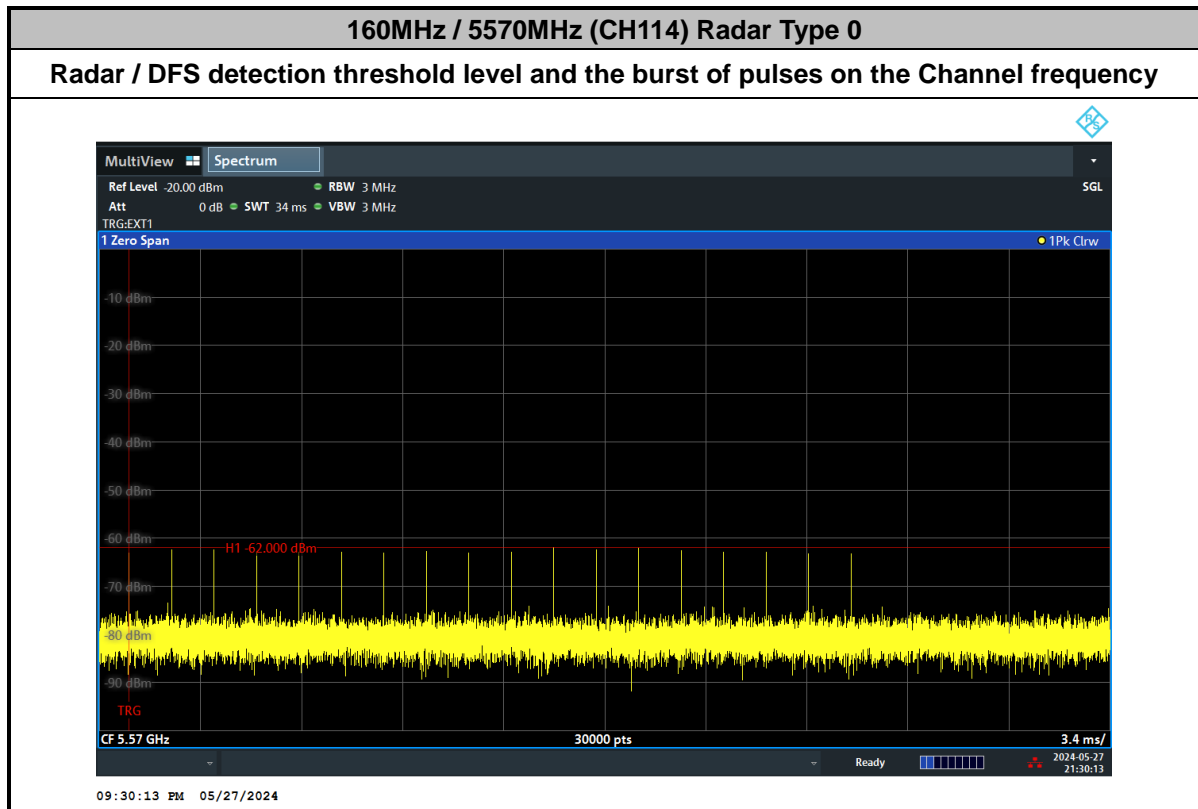 160MHz / 5570MHz (CH114) Radar Type 0
Radar / DFS detection threshold level and the burst of pulses on the Channel frequency
R/S
MultiView Spectrum
Ref Level -20.00 dBm RBW 3 MHz SGL
Att 0 dB SWT 34 ms VBW 3 MHz
TRG:EXT1
1 Zero Span 1Pk Clrw
-10 dBm
-20 dBm
-30 dBm
-40 dBm
-50 dBm
-60 dBm
H1 -62.000 dBm
-70 dBm
-80 dBm
-90 dBm
TRG
CF 5.57 GHz 30000 pts 3.4 ms/
Ready 2024-05-27
21:30:13
09:30:13 PM 05/27/2024